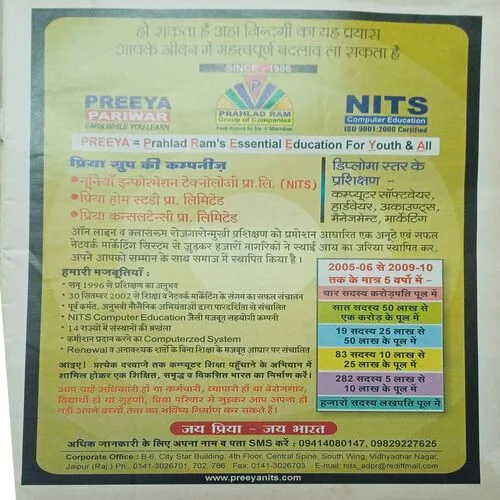 हो सकता है अहा ज़िन्दगी का यह प्रयास
आपके जीवन में महत्वपूर्ण बदलाव ला सकता है
SINCE - 1996
PREEYA
PARIWAR
EARN WHILE YOU LEARN
PRAHLAD RAM
Group of Companies
NITS
Computer Education
ISO 9001:2000 Certified
PREEYA = Prahlad Ram's Essential Education For Youth & All
प्रिया ग्रुप की कम्पनीज़
• नूनियाँ इन्फोरमेशन टेक्नोलॉजी प्रा.लि. (NITS)
• प्रिया होम स्टडी प्रा. लिमिटेड
• प्रिया कन्सलटेन्सी प्रा. लिमिटेड
डिप्लोमा स्तर के
प्रशिक्षण -
कम्प्यूटर सॉफ्टवेयर,
हार्डवेयर, अकाउण्ट्स,
मैनेजमेन्ट, मार्केटिंग
ऑन लाइन व क्लासरूम रोजगारोन्मुखी प्रशिक्षण को प्रमोशन आधारित एक अनूठे एवं सफल
नेटवर्क मार्केटिंग सिस्टम से जुड़कर हजारों नागरिकों ने स्थाई आय का जरिया स्थापित कर,
अपने आपको सम्मान के साथ समाज में स्थापित किया है।
हमारी मजबूतियाँ :
• सन् 1996 से प्रशिक्षण का अनुभव
• 30 सितम्बर 2002 से शिक्षा व नेटवर्क मार्केटिंग के संगम का सफल संचालन
• पूर्व कर्मठ, अनुभवी नौसैनिक अभियंताओं द्वारा पारदर्शिता से संचालित
• NITS Computer Education जैसी मजबूत सहयोगी कम्पनी
• 14 राज्यों में संस्थानों की श्रृंखला
• कमीशन प्रदान करने का Computerzed System
• Renewal व अनावश्यक शर्तों के बिना शिक्षा के मजबूत आधार पर संचालित
2005-06 से 2009-10
तक के मात्र 5 वर्षों में -
चार सदस्य करोड़पति पूल में
सात सदस्य 50 लाख से
एक करोड़ के पूल में
19 सदस्य 25 लाख से
50 लाख के पूल में
83 सदस्य 10 लाख से
25 लाख के पूल में
282 सदस्य 5 लाख से
10 लाख के पूल में
हजारों सदस्य लखपति पूल में
आइए! प्रत्येक दरवाजे तक कम्प्यूटर शिक्षा पहुँचाने के अभियान में
शामिल होकर एक शिक्षित, समृद्ध व विकसित भारत का निर्माण करें।
आप चाहे अधिकारी हों या कर्मचारी, व्यापारी हों या बेरोजगार,
विद्यार्थी हों या गृहणी, प्रिया परिवार से जुड़कर आप अपना ही
नहीं अपने बच्चों तक का भविष्य निर्माण कर सकते हैं।
जय प्रिया - जय भारत
अधिक जानकारी के लिए अपना नाम व पता SMS करें : 09414080147, 09829227625
Corporate Office : B-6, City Star Building, 4th Floor, Central Spine, South Wing, Vidhyadhar Nagar,
Jaipur (Raj.) Ph. : 0141-3026701, 702, 786 Fax: 0141-3026703 E-mail: nits_adpr@rediffmail.com
www.preeyanits.com